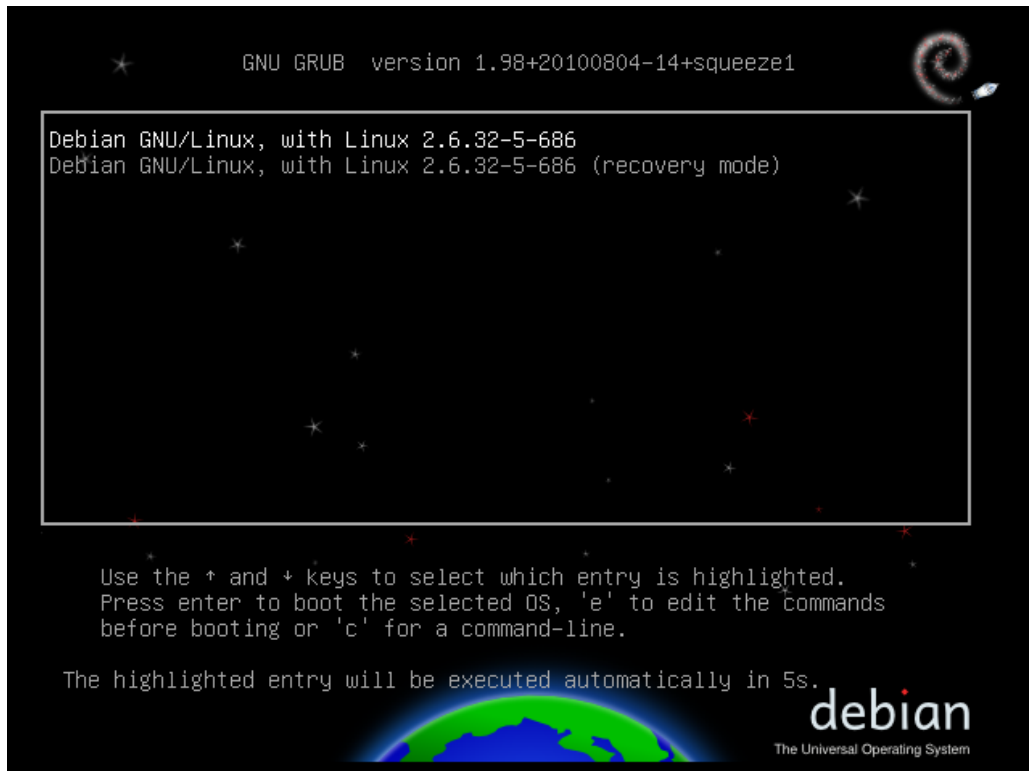 GNU GRUB  version 1.98+20100804-14+squeeze1
Debian GNU/Linux, with Linux 2.6.32-5-686
Debian GNU/Linux, with Linux 2.6.32-5-686 (recovery mode)
Use the ↑ and ↓ keys to select which entry is highlighted.
Press enter to boot the selected OS, 'e' to edit the commands
before booting or 'c' for a command-line.
The highlighted entry will be executed automatically in 5s.
debian
The Universal Operating System